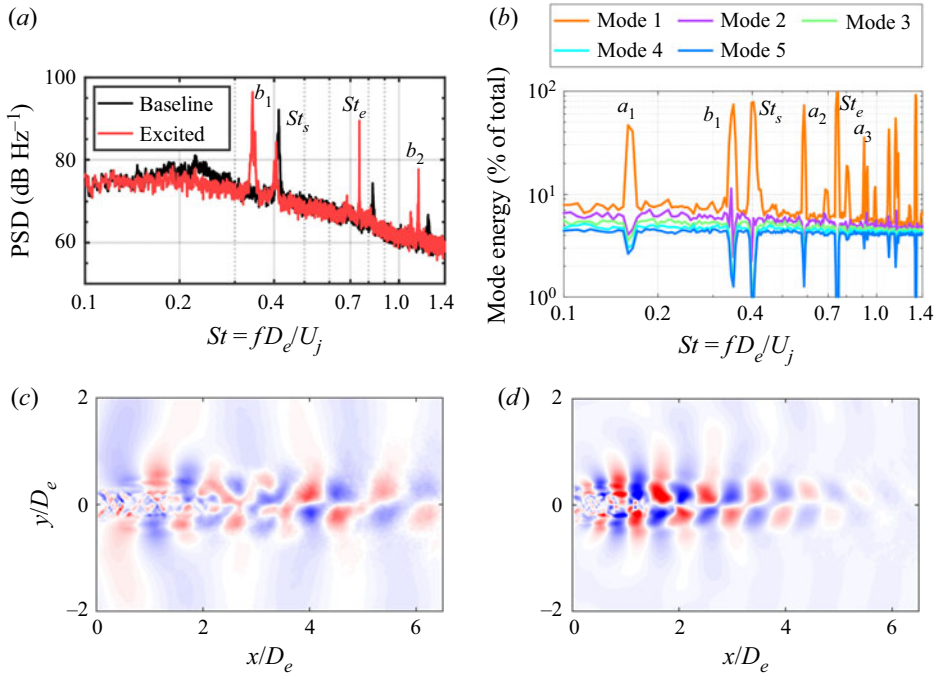 (a)
PSD (dB Hz⁻¹)
100
80
60
Baseline
Excited
b₁
Stₛ
Stₑ
b₂
0.1 0.2 0.4 0.7 1.0 1.4
St = fDₑ/Uⱼ
(b)
Mode 1 Mode 2 Mode 3
Mode 4 Mode 5
Mode energy (% of total)
10²
10¹
10⁰
a₁
b₁
Stₛ
a₂
Stₑ
a₃
0.1 0.2 0.4 0.7 1.0 1.4
St = fDₑ/Uⱼ
(c)
y/Dₑ
2
0
–2
0 2 4 6
x/Dₑ
(d)
2
0
–2
0 2 4 6
x/Dₑ